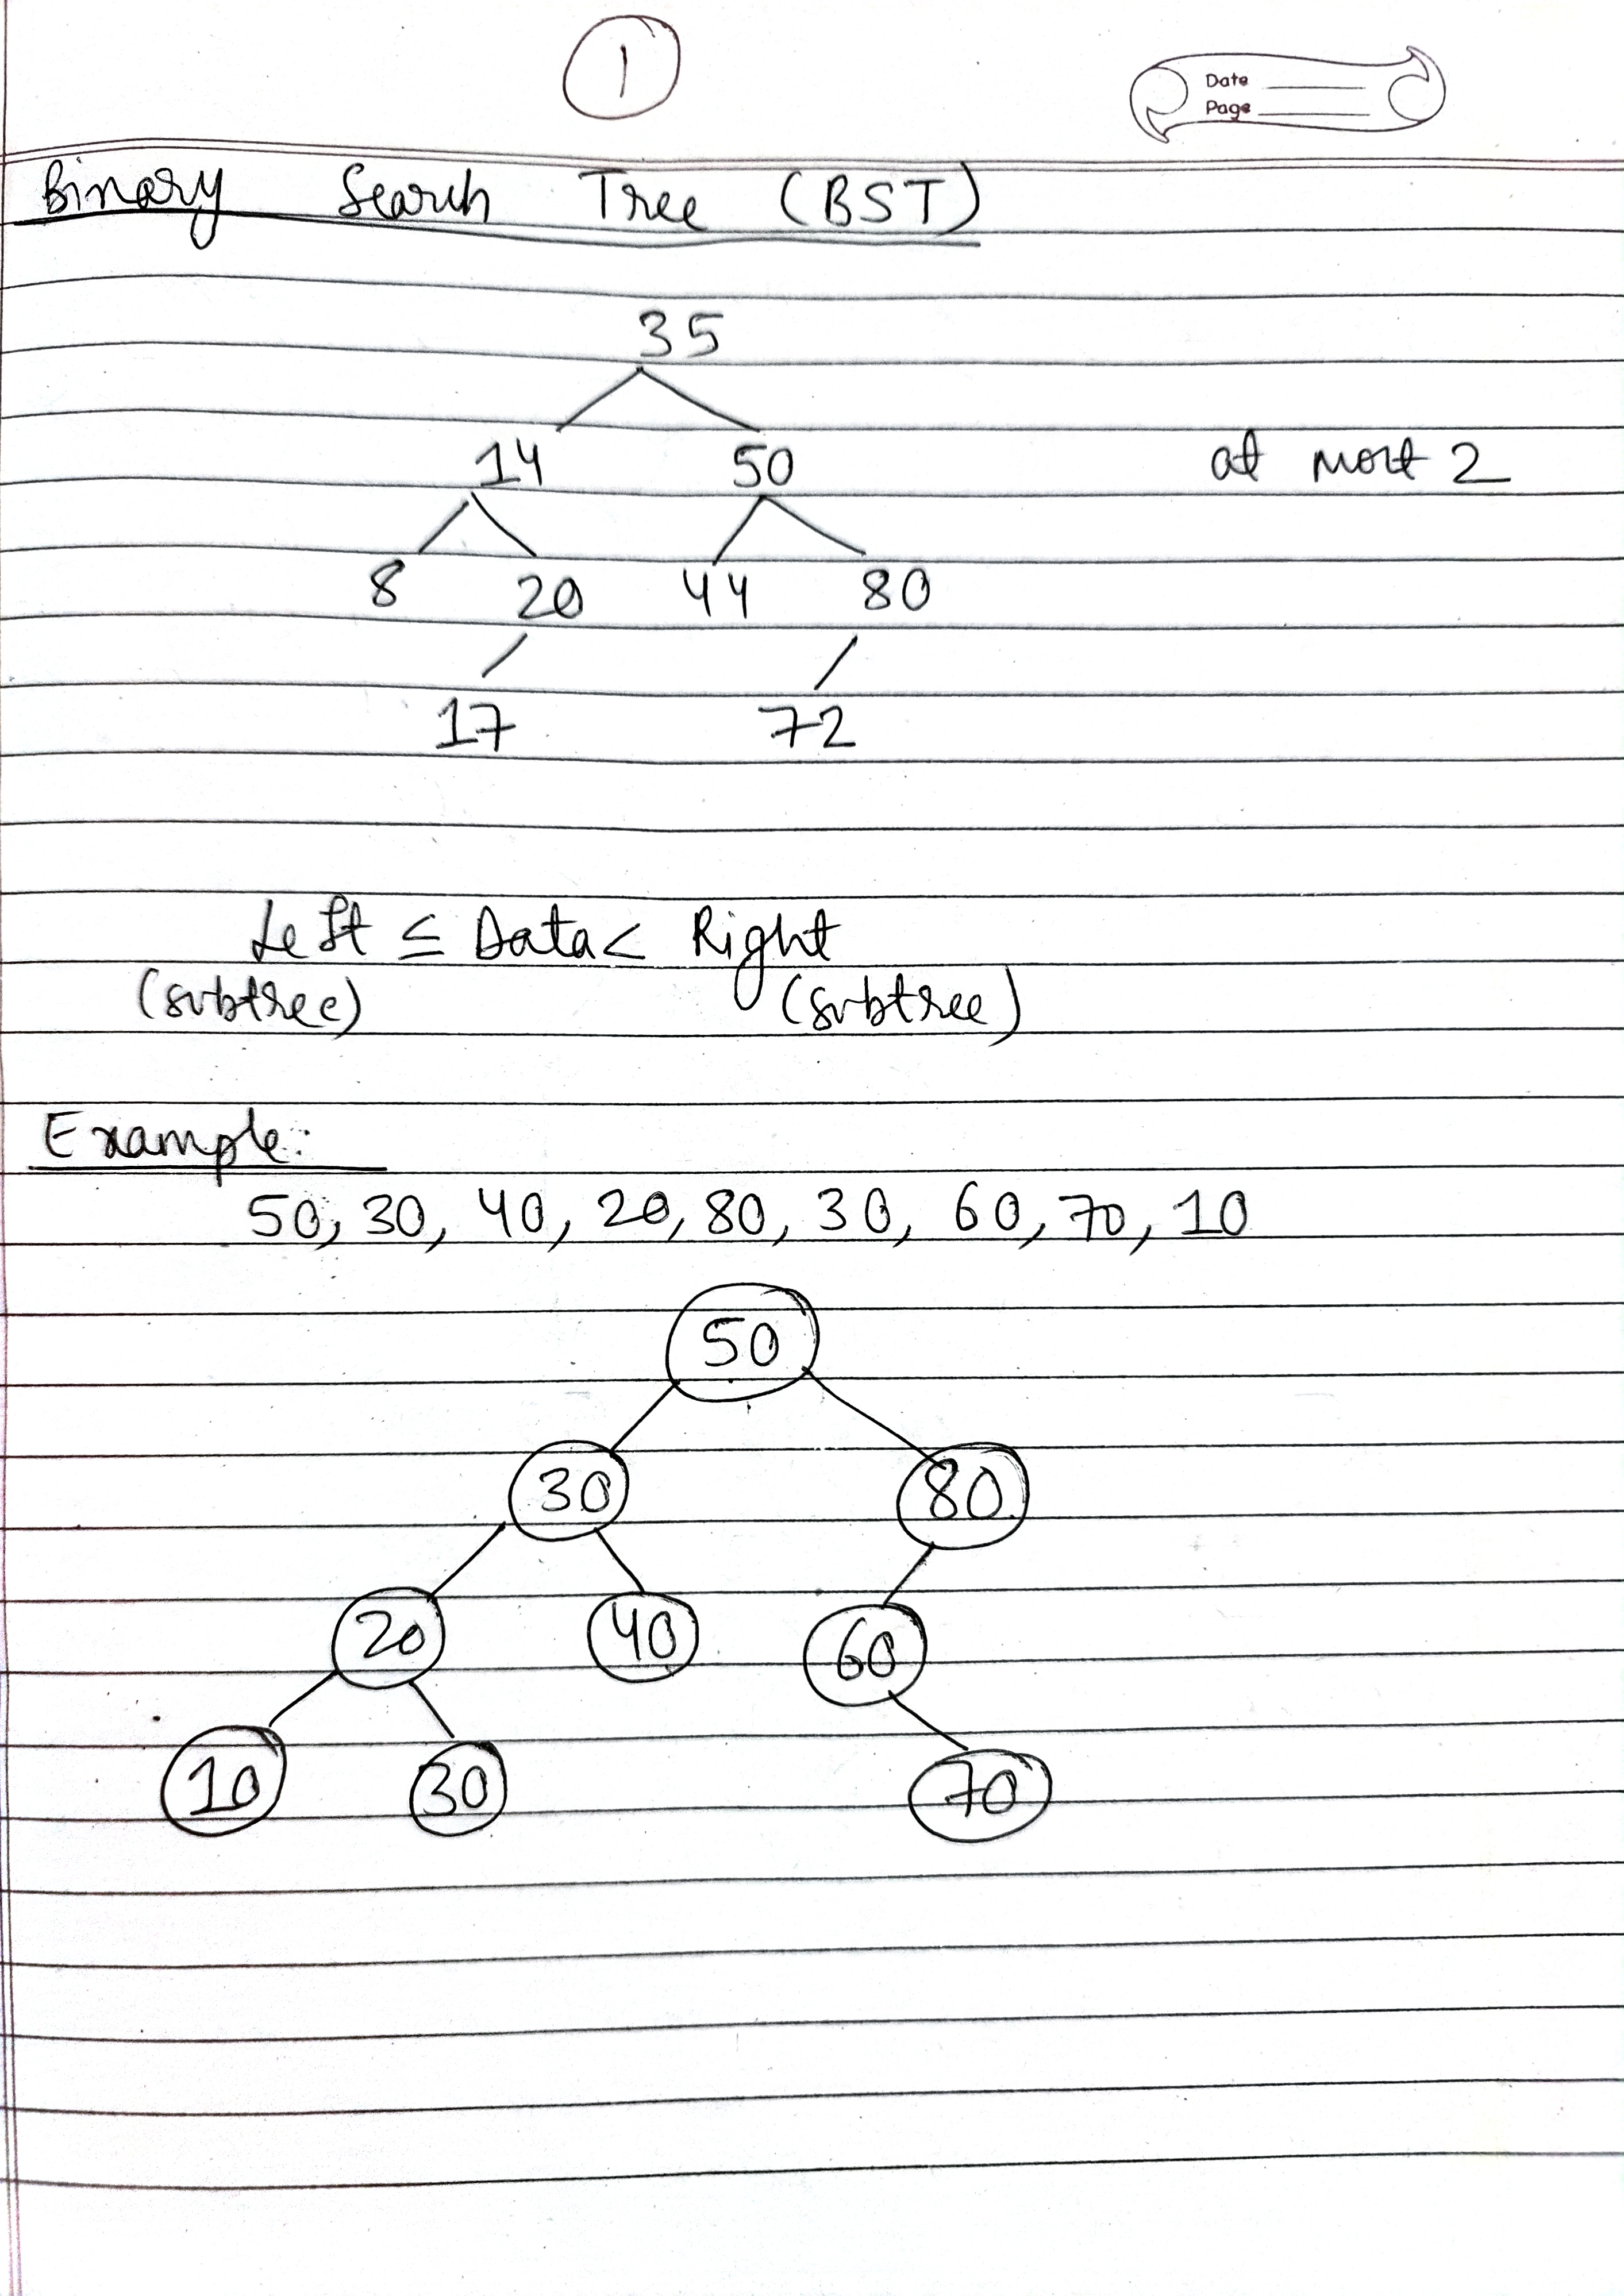 1
Date
Page
Binary Search Tree (BST)
35
14 50 at most 2
8 20 44 80
17 72
Left ≤ Data < Right
(subtree) (subtree)
Example:
50, 30, 40, 20, 80, 30, 60, 70, 10
50
30 80
20 40 60
10 30 70